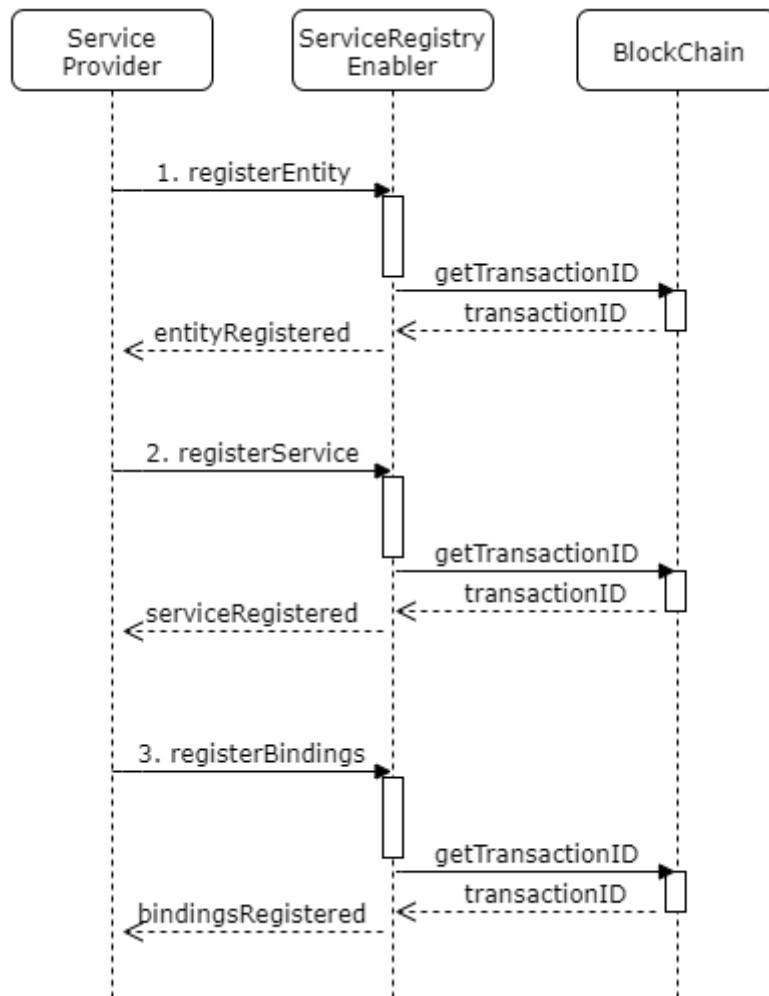 Service
Provider
ServiceRegistry
Enabler
BlockChain
1. registerEntity
getTransactionID
transactionID
entityRegistered
2. registerService
getTransactionID
transactionID
serviceRegistered
3. registerBindings
getTransactionID
transactionID
bindingsRegistered